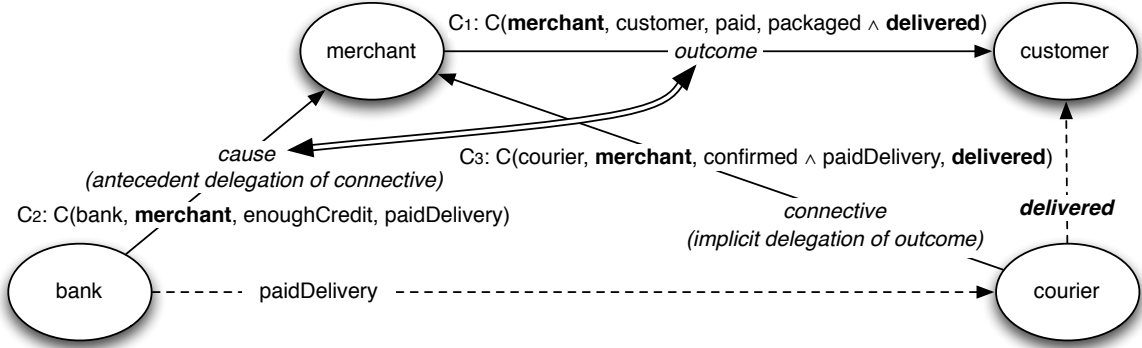 C1: C(merchant, customer, paid, packaged ∧ delivered)
merchant
outcome
customer
cause
(antecedent delegation of connective)
C3: C(courier, merchant, confirmed ∧ paidDelivery, delivered)
C2: C(bank, merchant, enoughCredit, paidDelivery)
connective
(implicit delegation of outcome)
delivered
bank
paidDelivery
courier